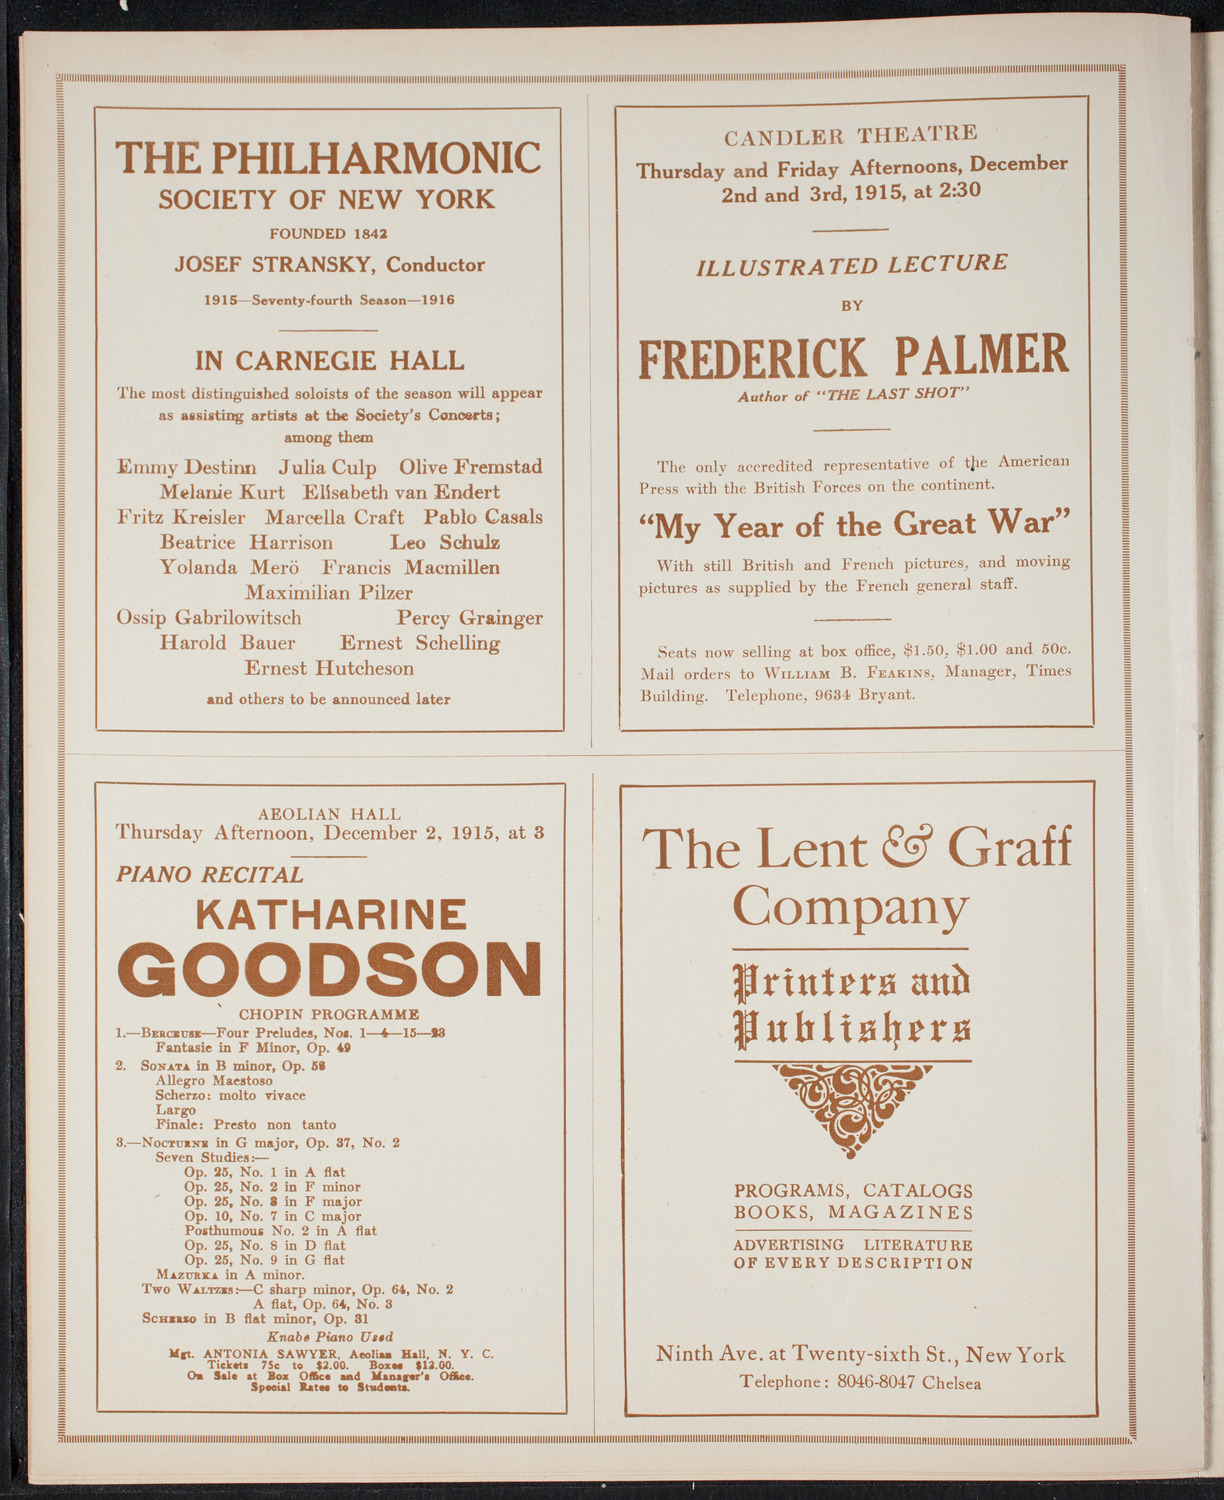 THE PHILHARMONIC
SOCIETY OF NEW YORK
FOUNDED 1842
JOSEF STRANSKY, Conductor
1915—Seventy-fourth Season—1916
IN CARNEGIE HALL
The most distinguished soloists of the season will appear
as assisting artists at the Society's Concerts;
among them
Emmy Destinn Julia Culp Olive Fremstad
Melanie Kurt Elisabeth van Endert
Fritz Kreisler Marcella Craft Pablo Casals
Beatrice Harrison Leo Schulz
Yolanda Merö Francis Macmillen
Maximilian Pilzer
Ossip Gabrilowitsch Percy Grainger
Harold Bauer Ernest Schelling
Ernest Hutcheson
and others to be announced later
CANDLER THEATRE
Thursday and Friday Afternoons, December
2nd and 3rd, 1915, at 2:30
ILLUSTRATED LECTURE
BY
FREDERICK PALMER
Author of "THE LAST SHOT"
The only accredited representative of the American
Press with the British Forces on the continent.
"My Year of the Great War"
With still British and French pictures, and moving
pictures as supplied by the French general staff.
Seats now selling at box office, $1.50, $1.00 and 50c.
Mail orders to WILLIAM B. FEAKINS, Manager, Times
Building. Telephone, 9634 Bryant.
AEOLIAN HALL
Thursday Afternoon, December 2, 1915, at 3
PIANO RECITAL
KATHARINE
GOODSON
CHOPIN PROGRAMME
1.—BERCEUSE—Four Preludes, Nos. 1—4—15—23
Fantasie in F Minor, Op. 49
2. SONATA in B minor, Op. 58
Allegro Maestoso
Scherzo: molto vivace
Largo
Finale: Presto non tanto
3.—NOCTURNE in G major, Op. 37, No. 2
Seven Studies:—
Op. 25, No. 1 in A flat
Op. 25, No. 2 in F minor
Op. 25, No. 3 in F major
Op. 10, No. 7 in C major
Posthumous No. 2 in A flat
Op. 25, No. 8 in D flat
Op. 25, No. 9 in G flat
MAZURKA in A minor.
TWO WALTZES:—C sharp minor, Op. 64, No. 2
A flat, Op. 64, No. 3
SCHERZO in B flat minor, Op. 31
Knabe Piano Used
Mgt. ANTONIA SAWYER, Aeolian Hall, N. Y. C.
Tickets 75c to $2.00. Boxes $12.00.
On Sale at Box Office and Manager's Office.
Special Rates to Students.
The Lent & Graff
Company
Printers and
Publishers
PROGRAMS, CATALOGS
BOOKS, MAGAZINES
ADVERTISING LITERATURE
OF EVERY DESCRIPTION
Ninth Ave. at Twenty-sixth St., New York
Telephone: 8046-8047 Chelsea